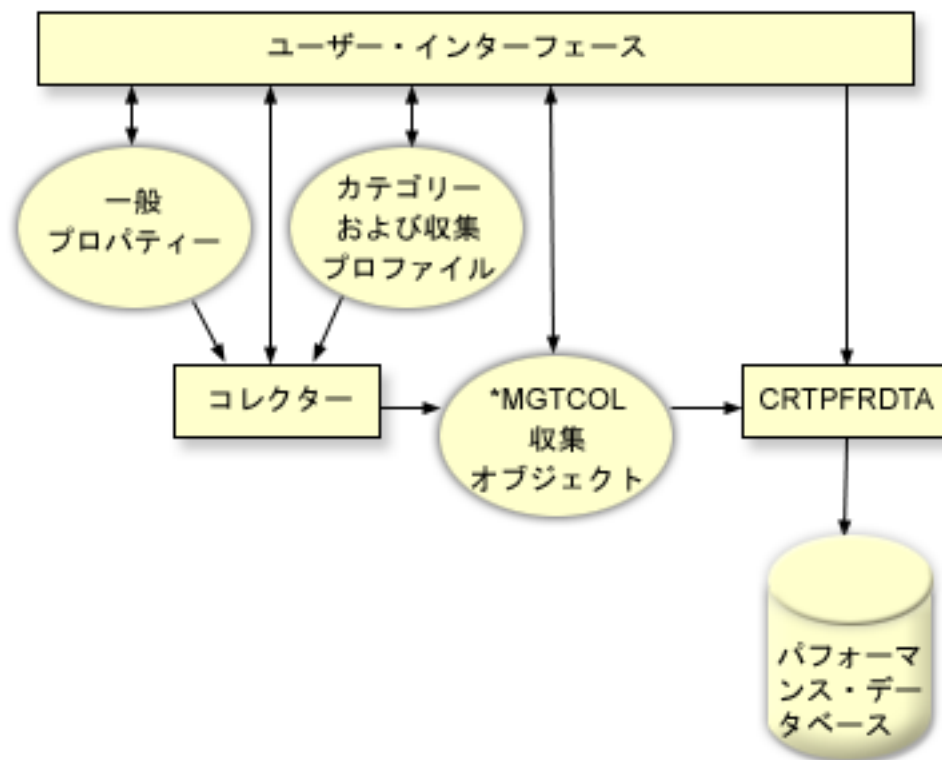 ユーザー・インターフェース
一般
プロパティー
カテゴリー
および収集
プロファイル
コレクター
*MGTCOL
収集
オブジェクト
CRTPFRDTA
パフォーマ
ンス・デー
タベース